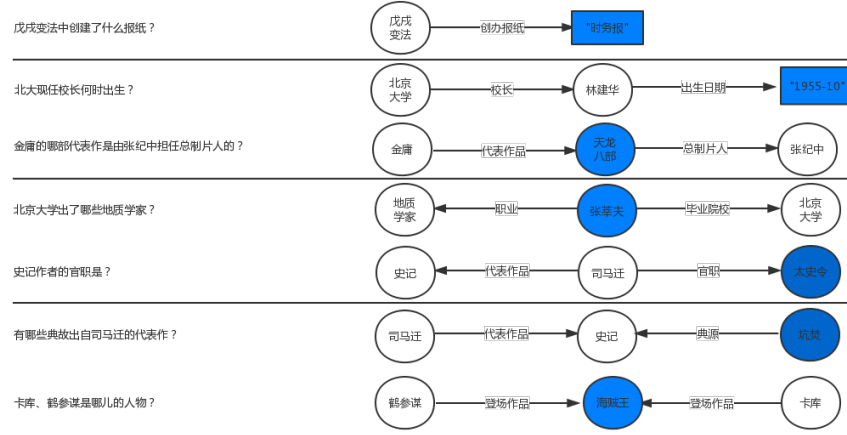 戊戌变法中创建了什么报纸？
戊戌
变法
创办报纸
"时务报"
北大现任校长何时出生？
北京
大学
校长
林建华
出生日期
"1955-10"
金庸的哪部代表作是由张纪中担任总制片人的？
金庸
代表作品
天龙
八部
总制片人
张纪中
北京大学出了哪些地质学家？
地质
学家
职业
张莘夫
毕业院校
北京
大学
史记作者的官职是？
史记
代表作品
司马迁
官职
太史令
有哪些典故出自司马迁的代表作？
司马迁
代表作品
史记
典源
坑焚
卡库、鹤参谋是哪儿的人物？
鹤参谋
登场作品
海贼王
登场作品
卡库